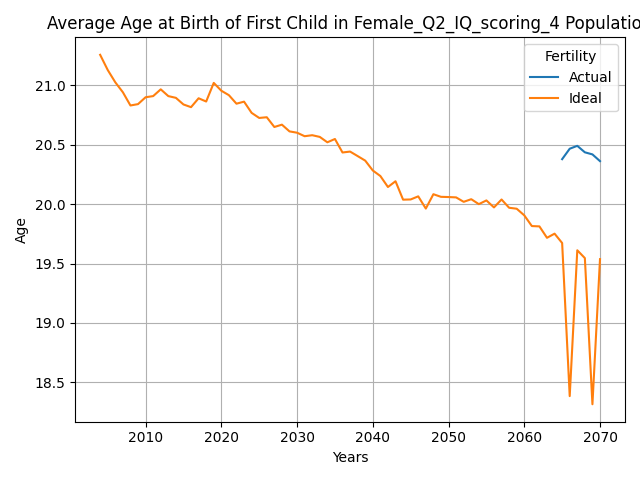 Average Age at Birth of First Child in Female_Q2_IQ_scoring_4 Populatio
Fertility
Actual
Ideal
21.0
20.5
20.0
19.5
19.0
18.5
Age
2010 2020 2030 2040 2050 2060 2070
Years